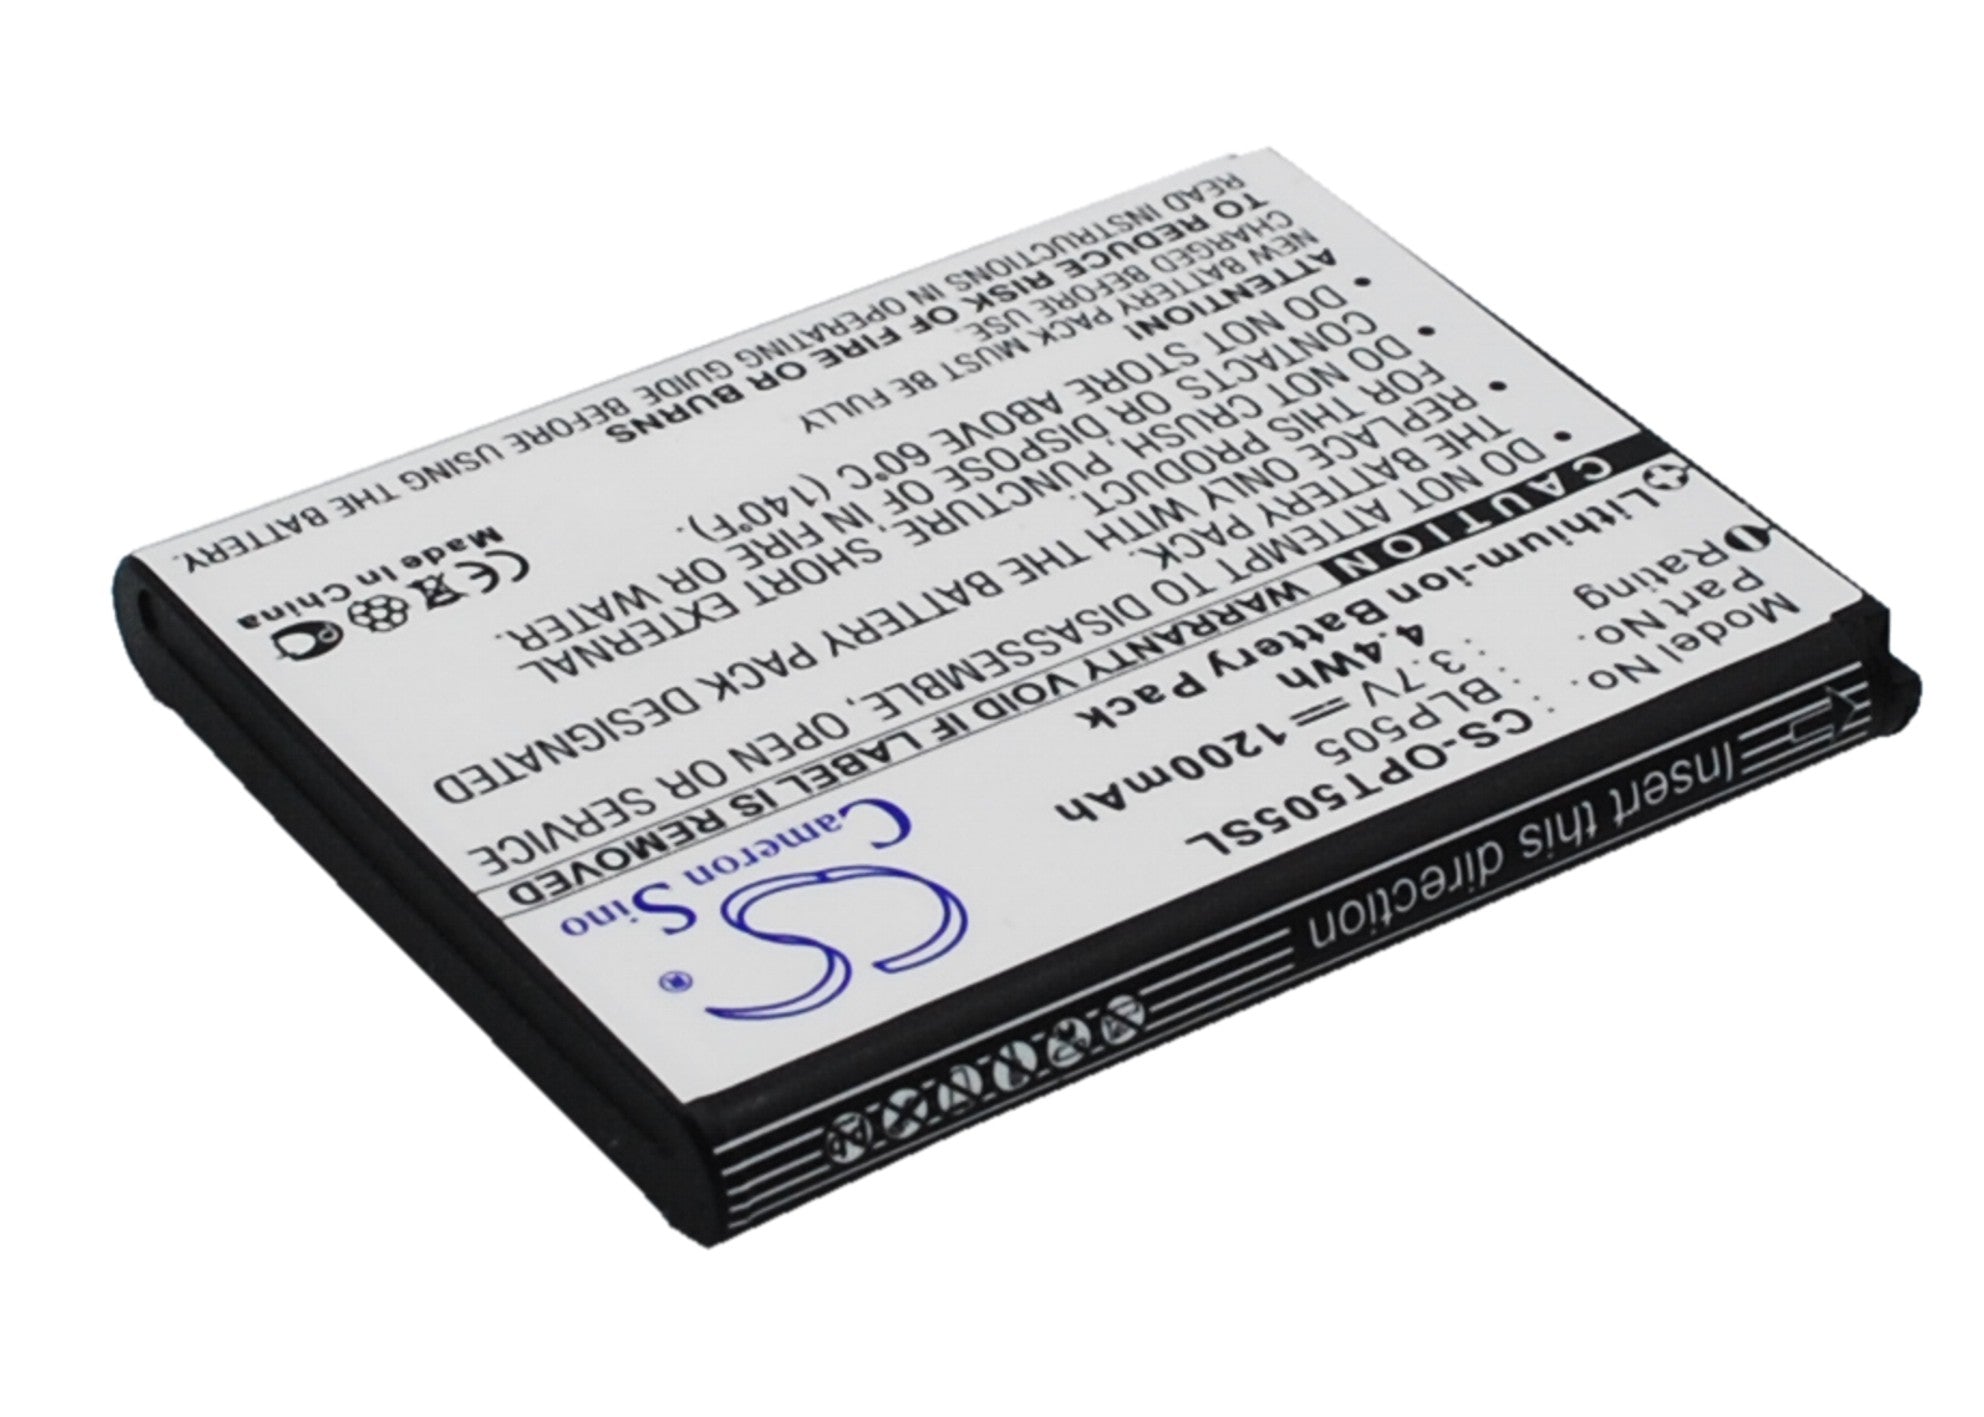 Insert this direction
Model No. : CS-OPT505SL
Part No. : BLP505
Rating : 3.7V 1200mAh
4.4Wh
Lithium-ion Battery Pack
CS
®
Cameron Sino
CAUTION WARRANTY VOID IF LABEL IS REMOVED
• DO NOT ATTEMPT TO DISASSEMBLE, OPEN OR SERVICE
THE BATTERY PACK.
• REPLACE ONLY WITH THE BATTERY PACK DESIGNATED
FOR THIS PRODUCT.
• DO NOT CRUSH, PUNCTURE, SHORT EXTERNAL
CONTACTS OR DISPOSE OF IN FIRE OR WATER.
• DO NOT STORE ABOVE 60°C (140°F).
ATTENTION!
NEW BATTERY PACK MUST BE FULLY
CHARGED BEFORE USE.
TO REDUCE RISK OF FIRE OR BURNS
READ INSTRUCTIONS IN OPERATING GUIDE BEFORE USING THE BATTERY.
CE
Made in China